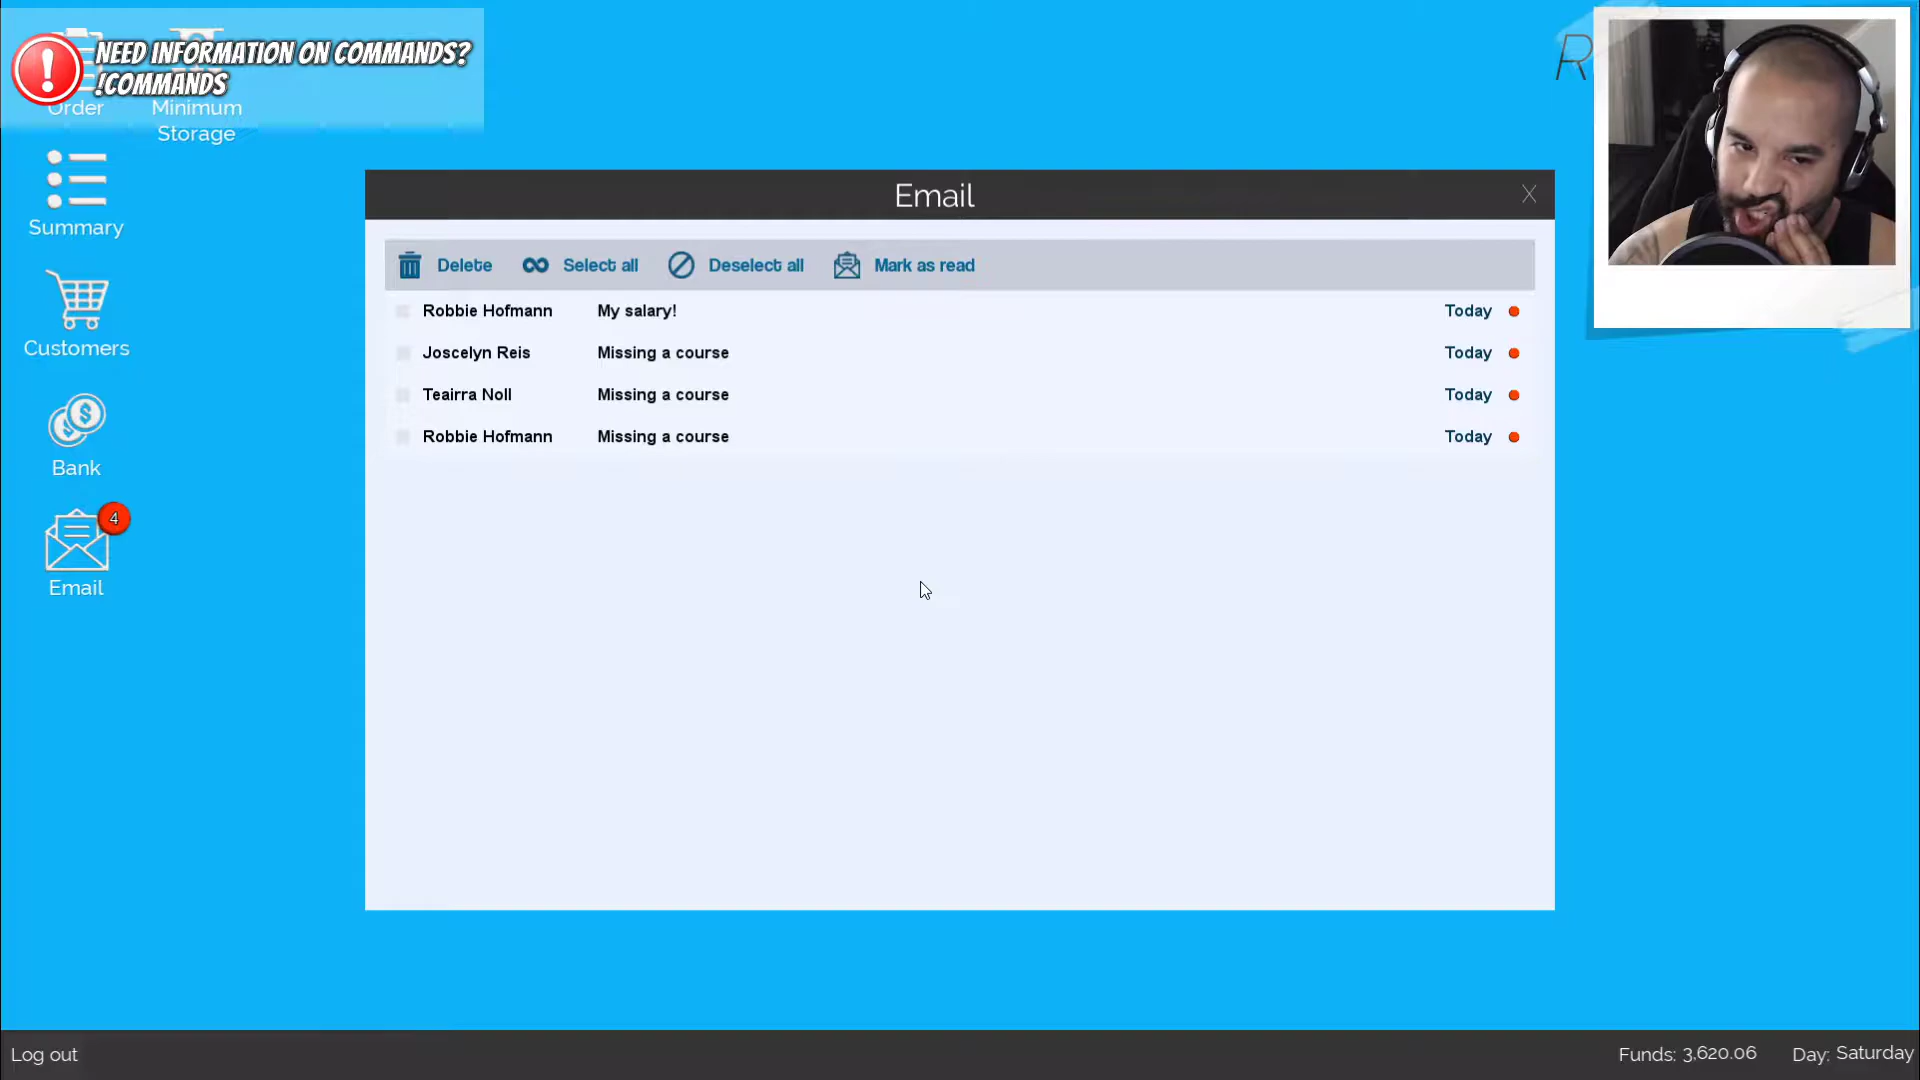 NEED INFORMATION ON COMMANDS?
!COMMANDS
Order
Minimum
Storage
R
Summary
Customers
Bank
4
Email
Email X
Delete Select all Deselect all Mark as read
Robbie Hofmann My salary! Today
Joscelyn Reis Missing a course Today
Teairra Noll Missing a course Today
Robbie Hofmann Missing a course Today
Log out Funds: 3,620.06 Day: Saturday